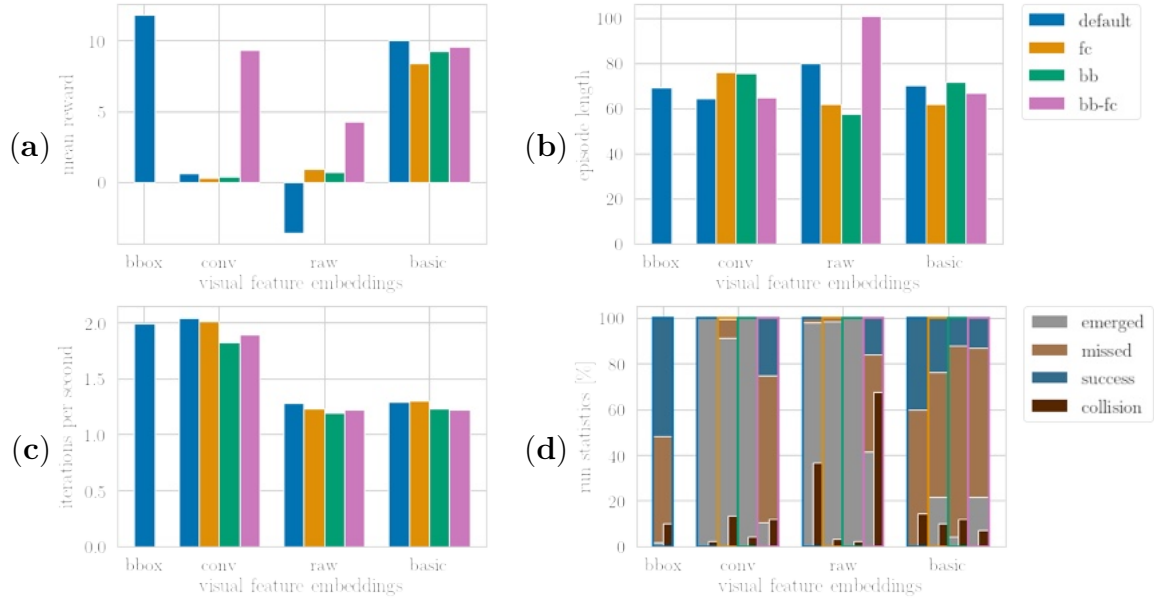 (a)
mean reward
10
5
0
bbox conv raw basic
visual feature embeddings
(b)
episode length
100
80
60
40
20
0
bbox conv raw basic
visual feature embeddings
default
fc
bb
bb-fc
(c)
iterations per second
2.0
1.5
1.0
0.5
0.0
bbox conv raw basic
visual feature embeddings
(d)
run statistics [%]
100
80
60
40
20
0
bbox conv raw basic
visual feature embeddings
emerged
missed
success
collision